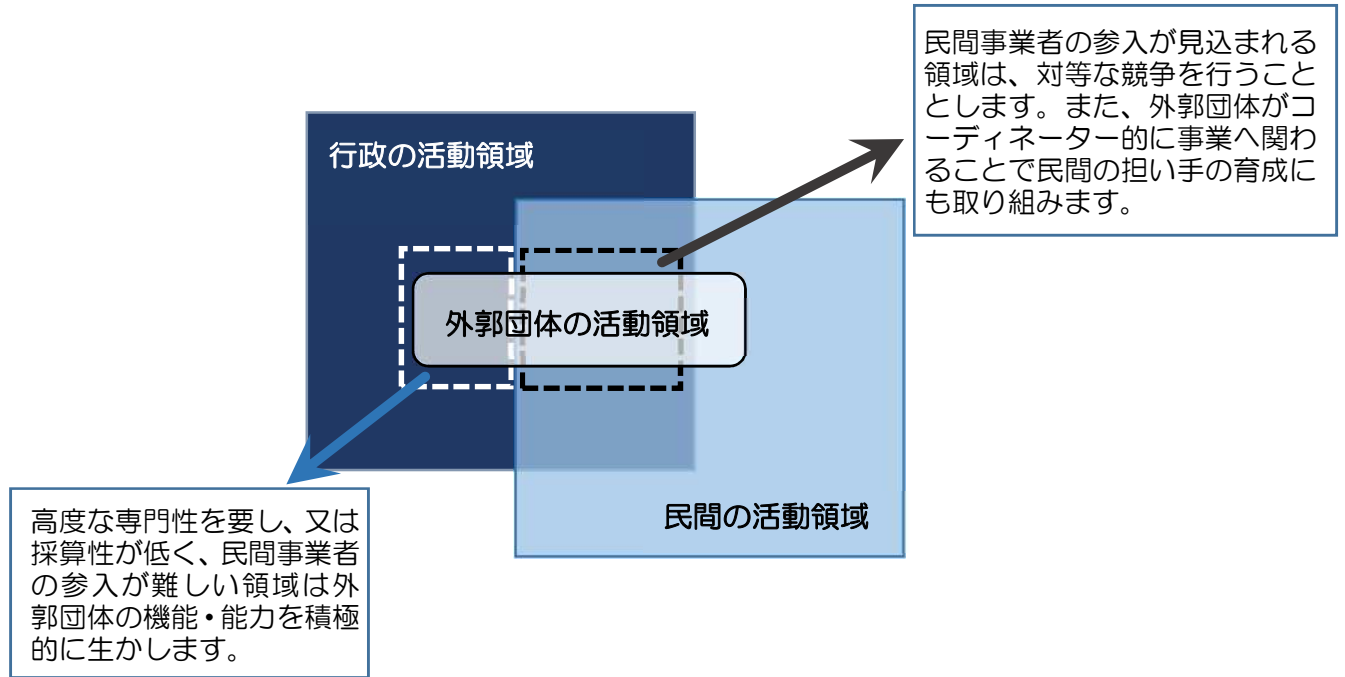 民間事業者の参入が見込まれる
領域は、対等な競争を行うこと
とします。また、外郭団体がコ
ーディネーター的に事業へ関わ
ることで民間の担い手の育成に
も取り組みます。
行政の活動領域
外郭団体の活動領域
民間の活動領域
高度な専門性を要し、又は
採算性が低く、民間事業者
の参入が難しい領域は外
郭団体の機能・能力を積極
的に生かします。